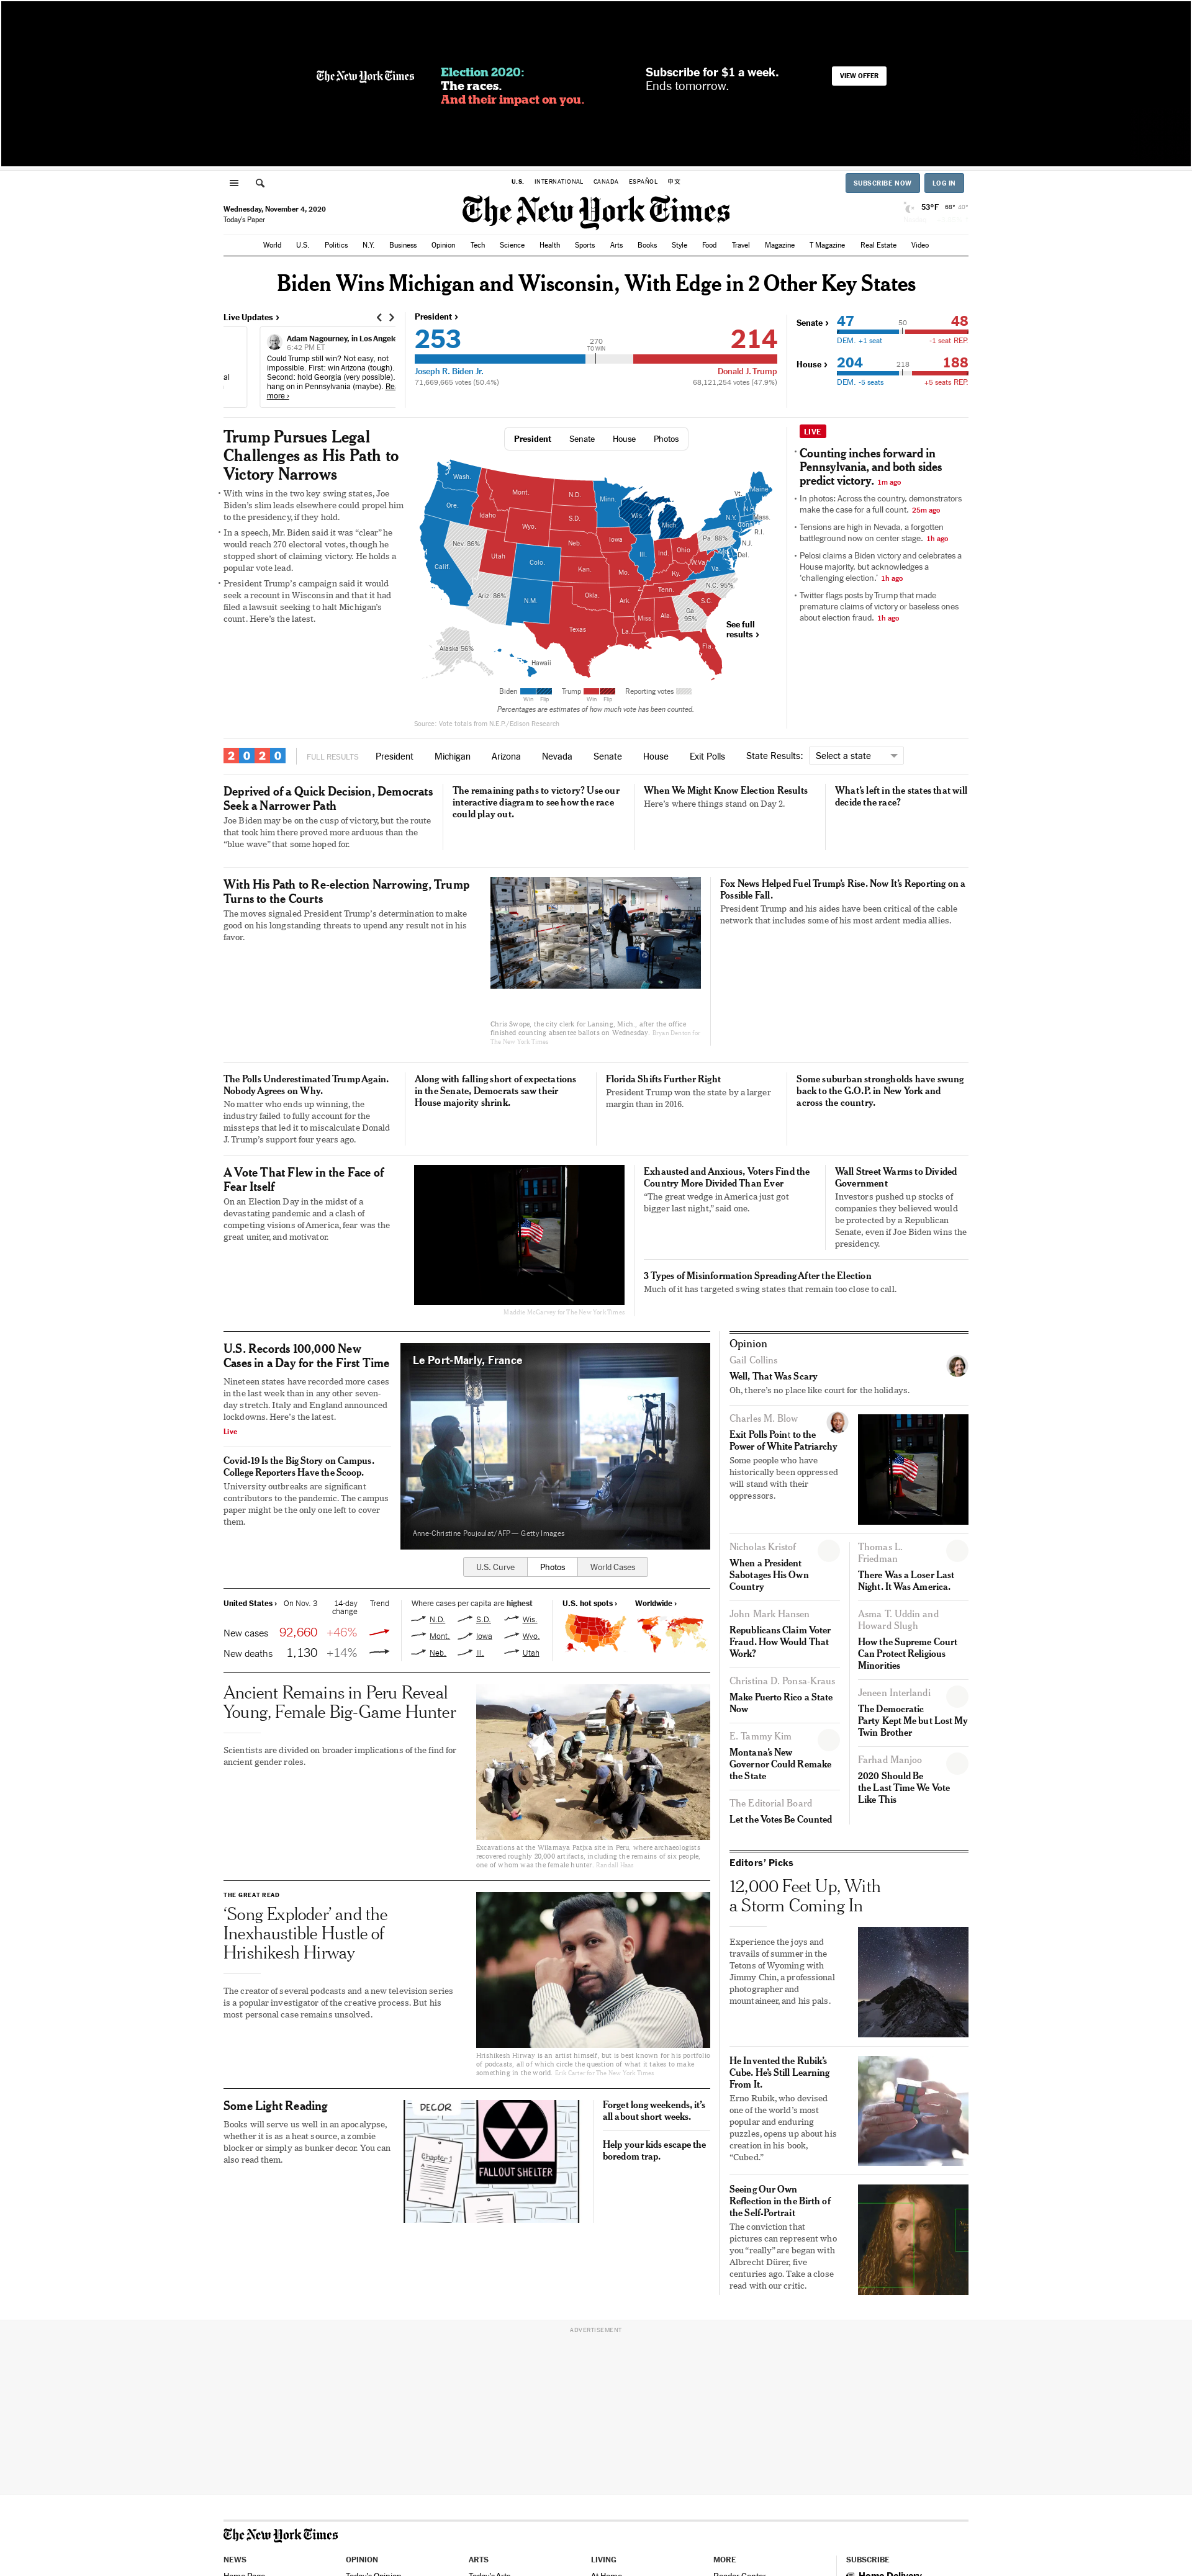 The New York Times
Election 2020:
The races.
And their impact on you.
Subscribe for $1 a week.
Ends tomorrow.
VIEW OFFER
U.S. INTERNATIONAL CANADA ESPAÑOL 中文
SUBSCRIBE NOW LOG IN
Wednesday, November 4, 2020
Today's Paper
The New York Times
53°F 68° 40°
World U.S. Politics N.Y. Business Opinion Tech Science Health Sports Arts Books Style Food Travel Magazine T Magazine Real Estate Video
Biden Wins Michigan and Wisconsin, With Edge in 2 Other Key States
Live Updates ›
al
Adam Nagourney, in Los Angel
6:42 PM ET
Could Trump still win? Not easy, not
impossible. First: win Arizona (tough).
Second: hold Georgia (very possible).
hang on in Pennsylvania (maybe). Re
more ›
President ›
253
270
TO WIN
214
Joseph R. Biden Jr.
Donald J. Trump
71,669,665 votes (50.4%)
68,121,254 votes (47.9%)
Senate ›
47 50 48
DEM. +1 seat -1 seat REP.
House ›
204 218 188
DEM. -5 seats +5 seats REP.
Trump Pursues Legal
Challenges as His Path to
Victory Narrows
• With wins in the two key swing states, Joe
Biden's slim leads elsewhere could propel him
to the presidency, if they hold.
• In a speech, Mr. Biden said it was “clear” he
would reach 270 electoral votes, though he
stopped short of claiming victory. He holds a
popular vote lead.
• President Trump's campaign said it would
seek a recount in Wisconsin and that it had
filed a lawsuit seeking to halt Michigan's
count. Here's the latest.
President Senate House Photos
Wash.
Ore.
Calif.
Nev. 86%
Idaho
Mont.
Wyo.
Utah
Ariz. 86%
Colo.
N.M.
N.D.
S.D.
Neb.
Kan.
Okla.
Texas
Minn.
Iowa
Mo.
Ark.
La.
Wis.
Ill.
Mich.
Ind.
Ohio
Ky.
Tenn.
Miss.
Ala.
Ga.
95%
Fla.
S.C.
N.C. 95%
Va.
W.Va.
Pa. 88%
N.Y.
Vt.
N.H.
Maine
Mass.
R.I.
Conn.
N.J.
Del.
Md.
Alaska 56%
Hawaii
See full
results ›
Biden Trump Reporting votes
Win Flip Win Flip
Percentages are estimates of how much vote has been counted.
Source: Vote totals from N.E.P./Edison Research
LIVE
• Counting inches forward in
Pennsylvania, and both sides
predict victory. 1m ago
• In photos: Across the country, demonstrators
make the case for a full count. 25m ago
• Tensions are high in Nevada, a forgotten
battleground now on center stage. 1h ago
• Pelosi claims a Biden victory and celebrates a
House majority, but acknowledges a
‘challenging election.’ 1h ago
• Twitter flags posts by Trump that made
premature claims of victory or baseless ones
about election fraud. 1h ago
2020 FULL RESULTS President Michigan Arizona Nevada Senate House Exit Polls State Results: Select a state
Deprived of a Quick Decision, Democrats
Seek a Narrower Path
Joe Biden may be on the cusp of victory, but the route
that took him there proved more arduous than the
“blue wave” that some hoped for.
The remaining paths to victory? Use our
interactive diagram to see how the race
could play out.
When We Might Know Election Results
Here's where things stand on Day 2.
What's left in the states that will
decide the race?
With His Path to Re-election Narrowing, Trump
Turns to the Courts
The moves signaled President Trump's determination to make
good on his longstanding threats to upend any result not in his
favor.
Chris Swope, the city clerk for Lansing, Mich., after the office
finished counting absentee ballots on Wednesday. Bryan Denton for
The New York Times
Fox News Helped Fuel Trump's Rise. Now It's Reporting on a
Possible Fall.
President Trump and his aides have been critical of the cable
network that includes some of his most ardent media allies.
The Polls Underestimated Trump Again.
Nobody Agrees on Why.
No matter who ends up winning, the
industry failed to fully account for the
missteps that led it to miscalculate Donald
J. Trump's support four years ago.
Along with falling short of expectations
in the Senate, Democrats saw their
House majority shrink.
Florida Shifts Further Right
President Trump won the state by a larger
margin than in 2016.
Some suburban strongholds have swung
back to the G.O.P. in New York and
across the country.
A Vote That Flew in the Face of
Fear Itself
On an Election Day in the midst of a
devastating pandemic and a clash of
competing visions of America, fear was the
great uniter, and motivator.
Maddie McGarvey for The New York Times
Exhausted and Anxious, Voters Find the
Country More Divided Than Ever
“The great wedge in America just got
bigger last night,” said one.
Wall Street Warms to Divided
Government
Investors pushed up stocks of
companies they believed would
be protected by a Republican
Senate, even if Joe Biden wins the
presidency.
3 Types of Misinformation Spreading After the Election
Much of it has targeted swing states that remain too close to call.
U.S. Records 100,000 New
Cases in a Day for the First Time
Nineteen states have recorded more cases
in the last week than in any other seven-
day stretch. Italy and England announced
lockdowns. Here's the latest.
Live
Covid-19 Is the Big Story on Campus.
College Reporters Have the Scoop.
University outbreaks are significant
contributors to the pandemic. The campus
paper might be the only one left to cover
them.
Le Port-Marly, France
Anne-Christine Poujoulat/AFP — Getty Images
U.S. Curve Photos World Cases
United States › On Nov. 3 14-day
change Trend
New cases 92,660 +46%
New deaths 1,130 +14%
Where cases per capita are highest
N.D. S.D. Wis.
Mont. Iowa Wyo.
Neb. Ill. Utah
U.S. hot spots › Worldwide ›
Ancient Remains in Peru Reveal
Young, Female Big-Game Hunter
Scientists are divided on broader implications of the find for
ancient gender roles.
Excavations at the Wilamaya Patjxa site in Peru, where archaeologists
recovered roughly 20,000 artifacts, including the remains of six people,
one of whom was the female hunter. Randall Haas
THE GREAT READ
‘Song Exploder’ and the
Inexhaustible Hustle of
Hrishikesh Hirway
The creator of several podcasts and a new television series
is a popular investigator of the creative process. But his
most personal case remains unsolved.
Hrishikesh Hirway is an artist himself, but is best known for his portfolio
of podcasts, all of which circle the question of what it takes to make
something in the world. Erik Carter for The New York Times
Some Light Reading
Books will serve us well in an apocalypse,
whether it is as a heat source, a zombie
blocker or simply as bunker decor. You can
also read them.
DECOR
Chapter 1
FALLOUT SHELTER
Forget long weekends, it's
all about short weeks.
Help your kids escape the
boredom trap.
Opinion
Gail Collins
Well, That Was Scary
Oh, there's no place like court for the holidays.
Charles M. Blow
Exit Polls Point to the
Power of White Patriarchy
Some people who have
historically been oppressed
will stand with their
oppressors.
Nicholas Kristof
When a President
Sabotages His Own
Country
John Mark Hansen
Republicans Claim Voter
Fraud. How Would That
Work?
Christina D. Ponsa-Kraus
Make Puerto Rico a State
Now
E. Tammy Kim
Montana's New
Governor Could Remake
the State
The Editorial Board
Let the Votes Be Counted
Thomas L.
Friedman
There Was a Loser Last
Night. It Was America.
Asma T. Uddin and
Howard Slugh
How the Supreme Court
Can Protect Religious
Minorities
Jeneen Interlandi
The Democratic
Party Kept Me but Lost My
Twin Brother
Farhad Manjoo
2020 Should Be
the Last Time We Vote
Like This
Editors' Picks
12,000 Feet Up, With
a Storm Coming In
Experience the joys and
travails of summer in the
Tetons of Wyoming with
Jimmy Chin, a professional
photographer and
mountaineer, and his pals.
He Invented the Rubik's
Cube. He's Still Learning
From It.
Erno Rubik, who devised
one of the world's most
popular and enduring
puzzles, opens up about his
creation in his book,
“Cubed.”
Seeing Our Own
Reflection in the Birth of
the Self-Portrait
The conviction that
pictures can represent who
you “really” are began with
Albrecht Dürer, five
centuries ago. Take a close
read with our critic.
ADVERTISEMENT
The New York Times
NEWS OPINION ARTS LIVING MORE SUBSCRIBE
Home Page Today's Opinion Today's Arts At Home Reader Center Home Delivery